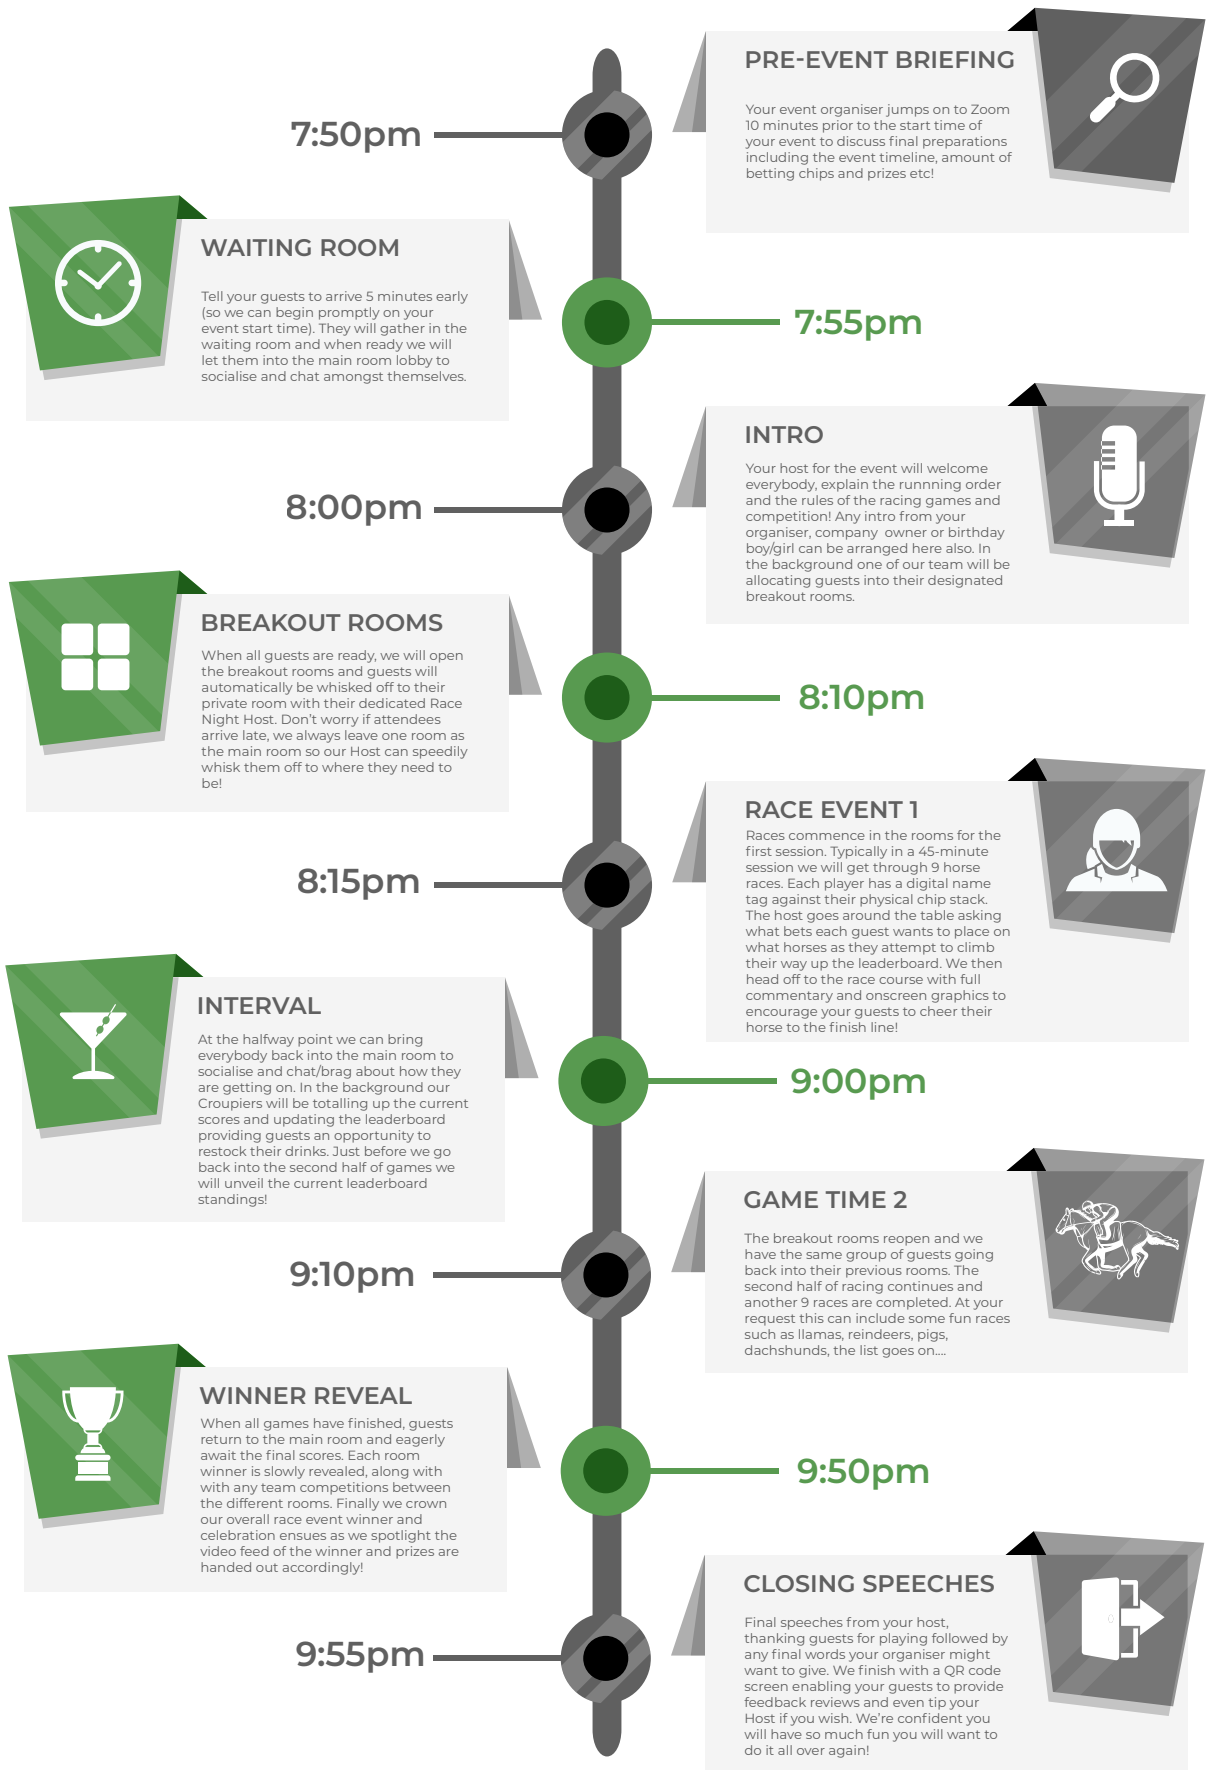 PRE-EVENT BRIEFING
Your event organiser jumps on to Zoom
10 minutes prior to the start time of
your event to discuss final preparations
including the event timeline, amount of
betting chips and prizes etc!
7:50pm
WAITING ROOM
Tell your guests to arrive 5 minutes early
(so we can begin promptly on your
event start time). They will gather in the
waiting room and when ready we will
let them into the main room lobby to
socialise and chat amongst themselves.
7:55pm
INTRO
Your host for the event will welcome
everybody, explain the runnning order
and the rules of the racing games and
competition! Any intro from your
organiser, company  owner or birthday
boy/girl can be arranged here also. In
the background one of our team will be
allocating guests into their designated
breakout rooms.
8:00pm
BREAKOUT ROOMS
When all guests are ready, we will open
the breakout rooms and guests will
automatically be whisked off to their
private room with their dedicated Race
Night Host. Don't worry if attendees
arrive late, we always leave one room as
the main room so our Host can speedily
whisk them off to where they need to
be!
8:10pm
RACE EVENT 1
Races commence in the rooms for the
first session. Typically in a 45-minute
session we will get through 9 horse
races. Each player has a digital name
tag against their physical chip stack.
The host goes around the table asking
what bets each guest wants to place on
what horses as they attempt to climb
their way up the leaderboard. We then
head off to the race course with full
commentary and onscreen graphics to
encourage your guests to cheer their
horse to the finish line!
8:15pm
INTERVAL
At the halfway point we can bring
everybody back into the main room to
socialise and chat/brag about how they
are getting on. In the background our
Croupiers will be totalling up the current
scores and updating the leaderboard
providing guests an opportunity to
restock their drinks. Just before we go
back into the second half of games we
will unveil the current leaderboard
standings!
9:00pm
GAME TIME 2
The breakout rooms reopen and we
have the same group of guests going
back into their previous rooms. The
second half of racing continues and
another 9 races are completed. At your
request this can include some fun races
such as llamas, reindeers, pigs,
dachshunds, the list goes on....
9:10pm
WINNER REVEAL
When all games have finished, guests
return to the main room and eagerly
await the final scores. Each room
winner is slowly revealed, along with
with any team competitions between
the different rooms. Finally we crown
our overall race event winner and
celebration ensues as we spotlight the
video feed of the winner and prizes are
handed out accordingly!
9:50pm
CLOSING SPEECHES
Final speeches from your host,
thanking guests for playing followed by
any final words your organiser might
want to give. We finish with a QR code
screen enabling your guests to provide
feedback reviews and even tip your
Host if you wish. We're confident you
will have so much fun you will want to
do it all over again!
9:55pm